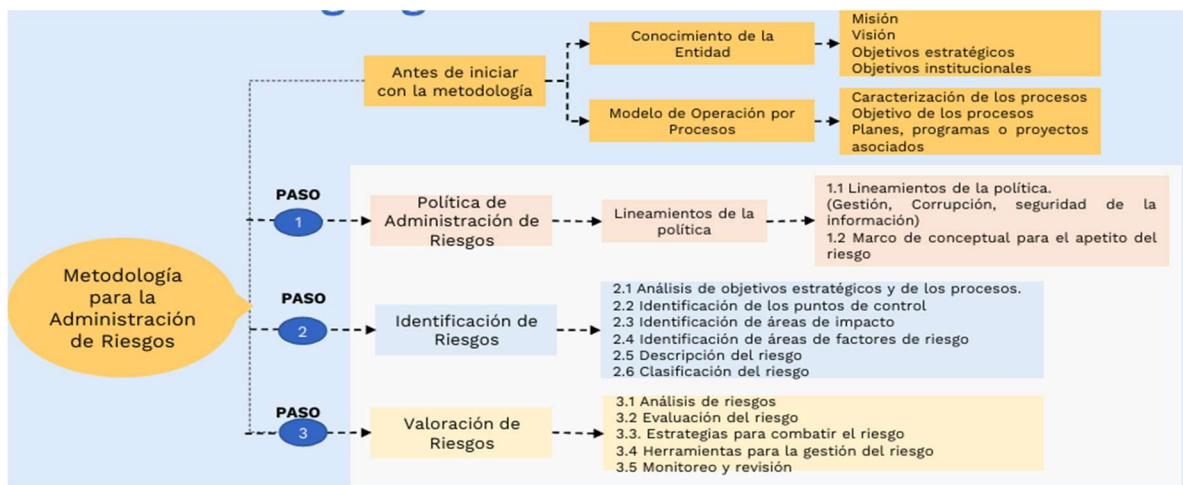 Antes de iniciar
con la metodología
Conocimiento de la
Entidad
Misión
Visión
Objetivos estratégicos
Objetivos institucionales
Modelo de Operación por
Procesos
Caracterización de los procesos
Objetivo de los procesos
Planes, programas o proyectos
asociados
Metodología
para la
Administración
de Riesgos
PASO
1
Política de
Administración de
Riesgos
Lineamientos de la
política
1.1 Lineamientos de la política.
(Gestión, Corrupción, seguridad de la
información)
1.2 Marco de conceptual para el apetito del
riesgo
PASO
2
Identificación de
Riesgos
2.1 Análisis de objetivos estratégicos y de los procesos.
2.2 Identificación de los puntos de control
2.3 Identificación de áreas de impacto
2.4 Identificación de áreas de factores de riesgo
2.5 Descripción del riesgo
2.6 Clasificación del riesgo
PASO
3
Valoración de
Riesgos
3.1 Análisis de riesgos
3.2 Evaluación del riesgo
3.3. Estrategias para combatir el riesgo
3.4 Herramientas para la gestión del riesgo
3.5 Monitoreo y revisión